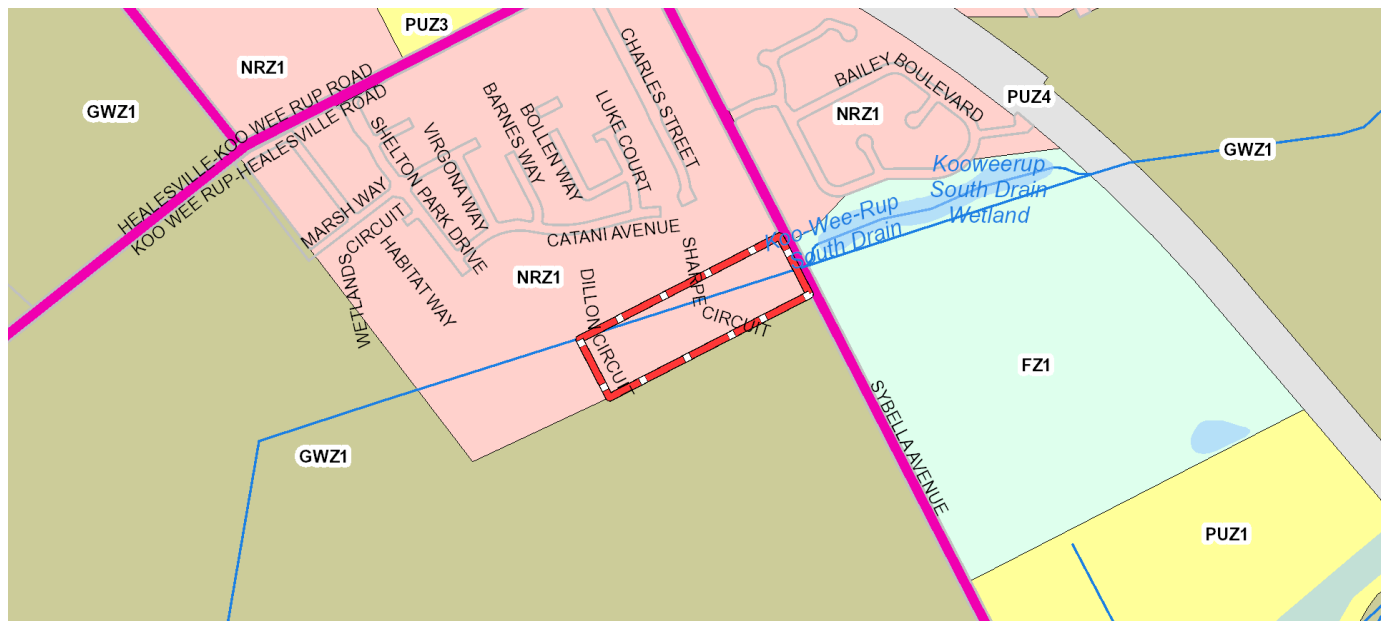 PUZ3
NRZ1
GWZ1
HEALESVILLE-KOO WEE RUP ROAD
KOO WEE RUP-HEALESVILLE ROAD
CHARLES STREET
BAILEY BOULEVARD
PUZ4
NRZ1
GWZ1
BARNES WAY
BOLLEN WAY
LUKE COURT
SHELTON PARK DRIVE
VIRGONA WAY
MARSH WAY
WETLANDS CIRCUIT
HABITAT WAY
CATANI AVENUE
Kooweerup
South Drain
Wetland
Koo-Wee-Rup
South Drain
NRZ1
DILLON CIRCUIT
SHARPE CIRCUIT
FZ1
SYBELLA AVENUE
GWZ1
PUZ1